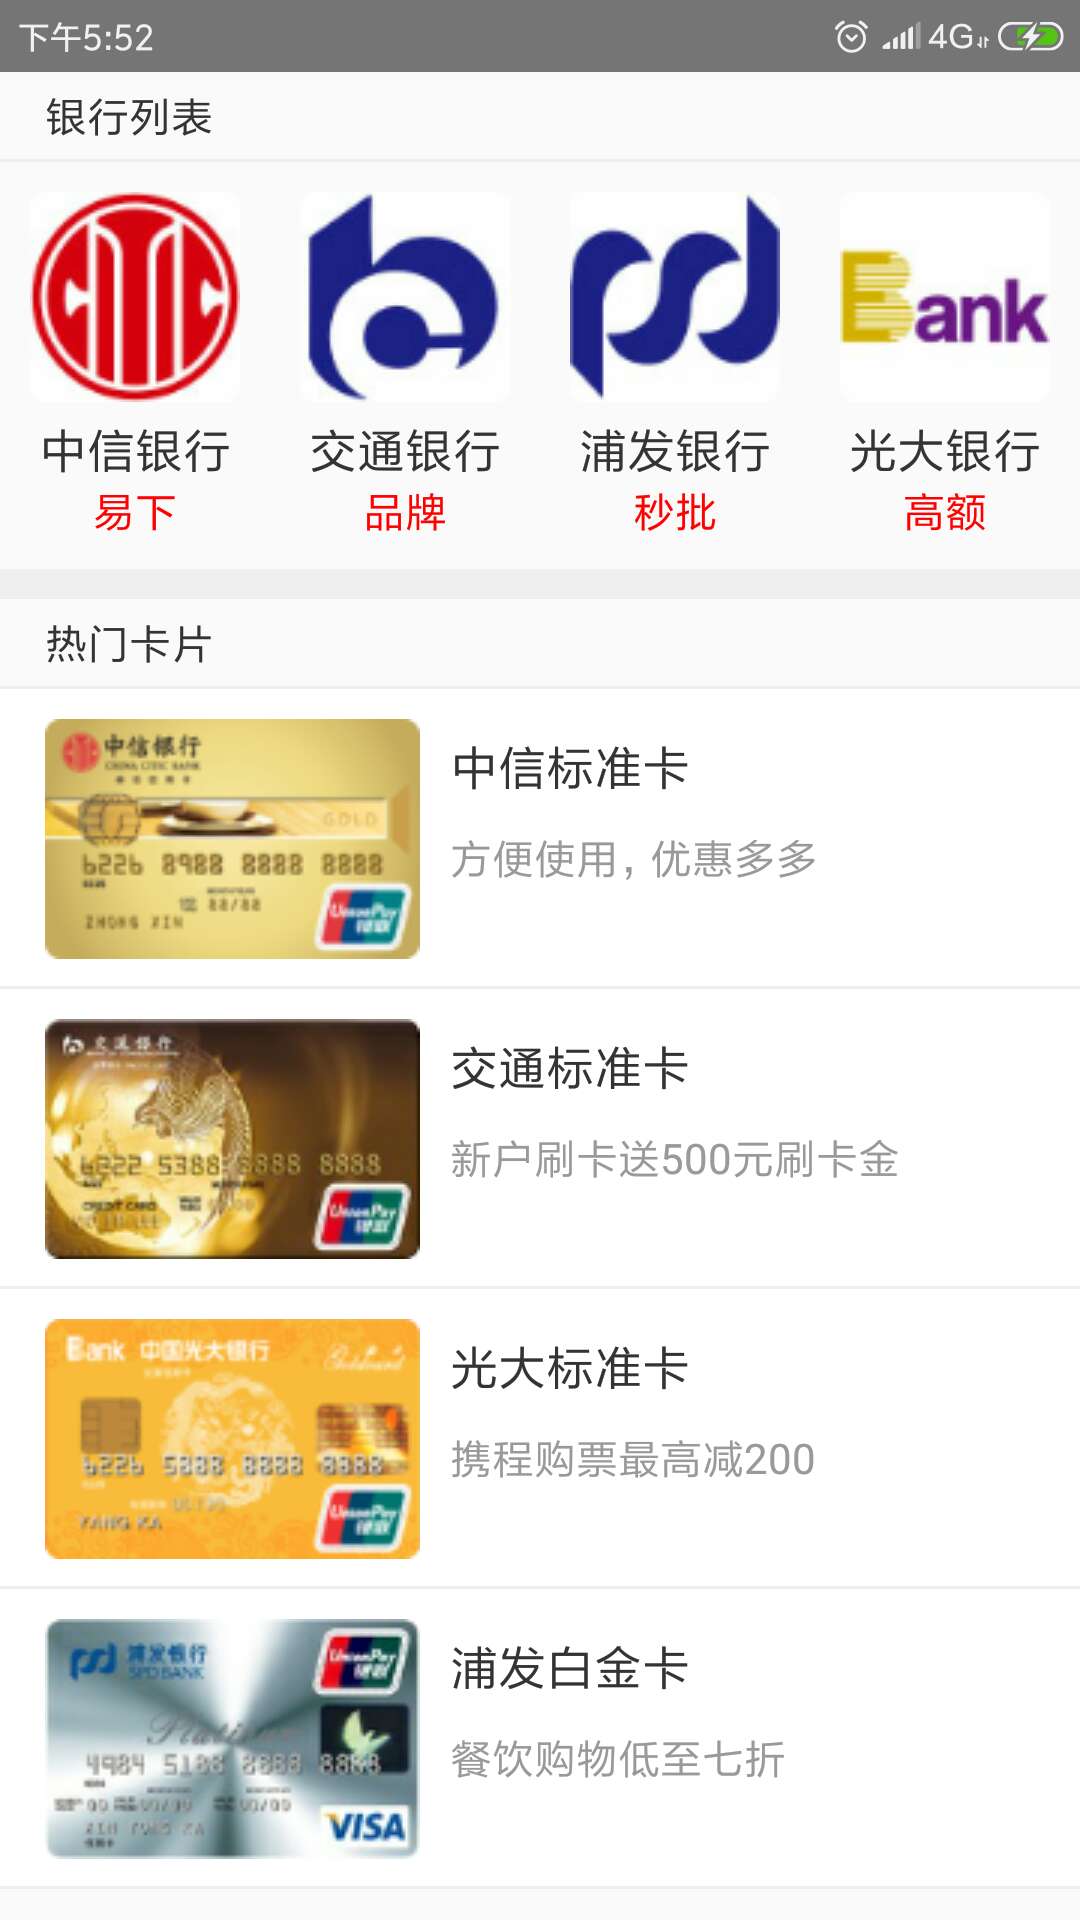 下午5:52
4G
银行列表
Bank
中信银行
交通银行
浦发银行
光大银行
易下
品牌
秒批
高额
热门卡片
中信银行
CHINA CITIC BANK
GOLD
6226 8988 8888 8888
88/88
ZHONG XIN
UnionPay
银联
中信标准卡
方便使用，优惠多多
交通银行
6222 5388 8888 8888
CREDIT CARD
UnionPay
银联
交通标准卡
新户刷卡送500元刷卡金
Bank 中国光大银行
6226 5888 8888 8888
YANG KA
UnionPay
银联
光大标准卡
携程购票最高减200
浦发银行
SPD BANK
UnionPay
银联
Platinum
4984 5188 8888 8888
VISA
浦发白金卡
餐饮购物低至七折